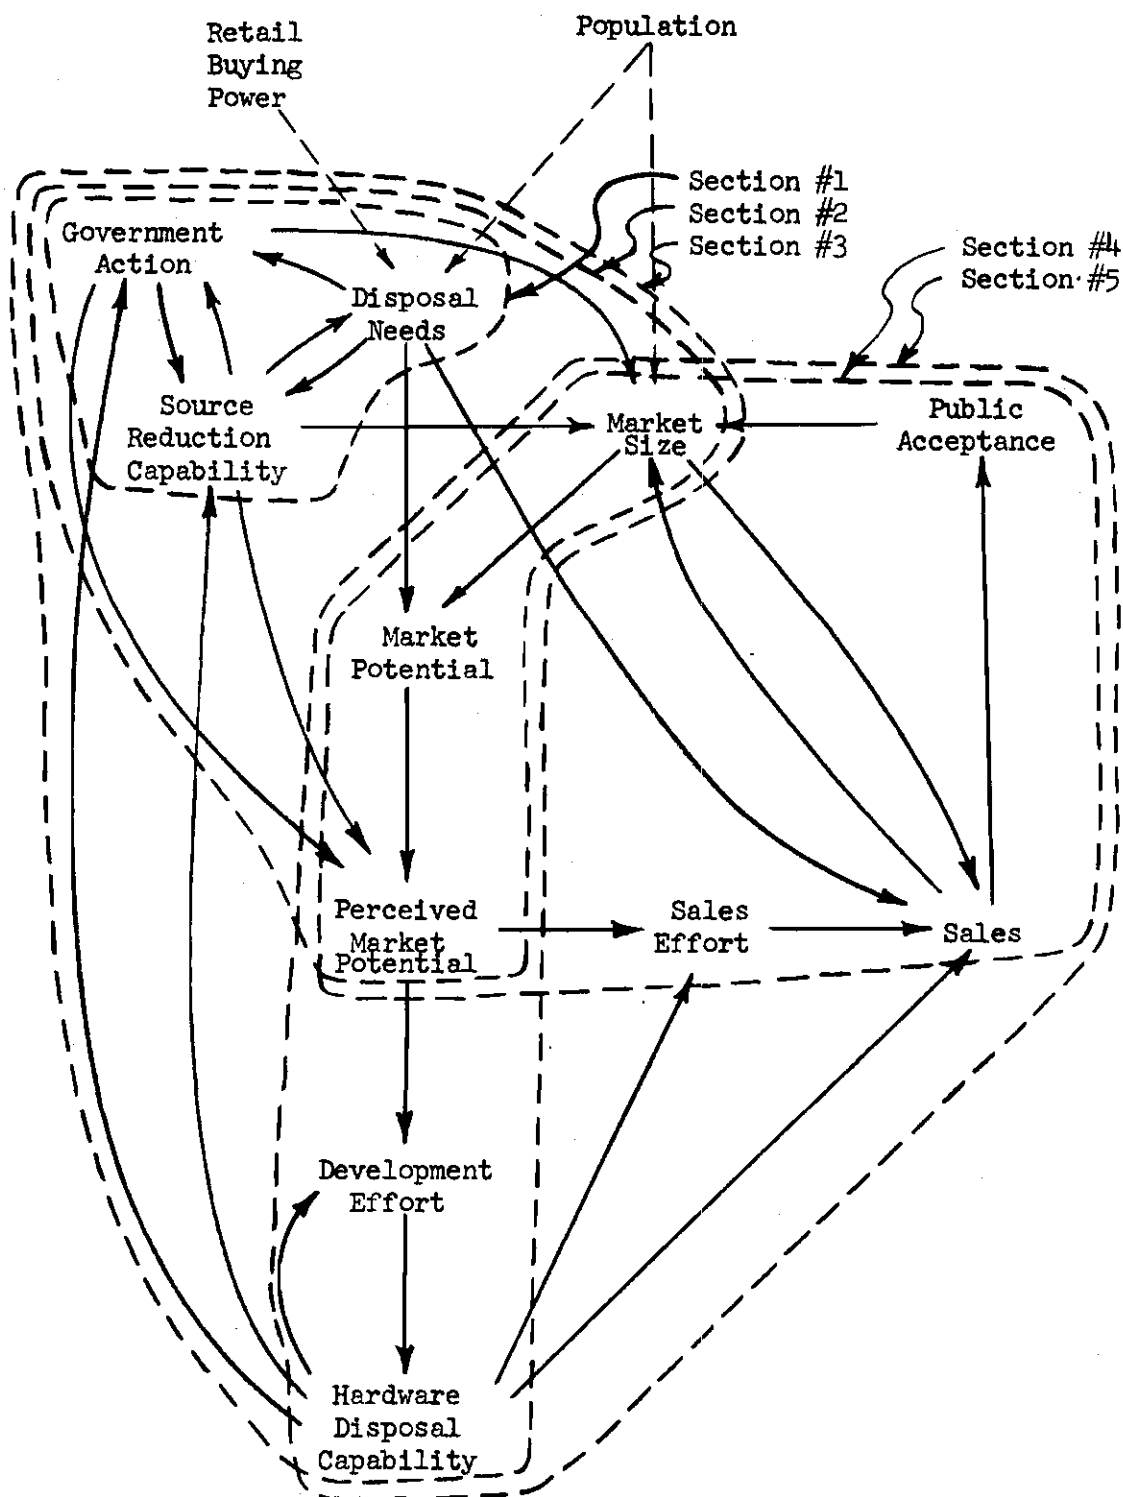 Retail
Buying
Power
Population
Section #1
Section #2
Section #3
Section #4
Section #5
Government
Action
Disposal
Needs
Source
Reduction
Capability
Market
Size
Public
Acceptance
Market
Potential
Perceived
Market
Potential
Sales
Effort
Sales
Development
Effort
Hardware
Disposal
Capability